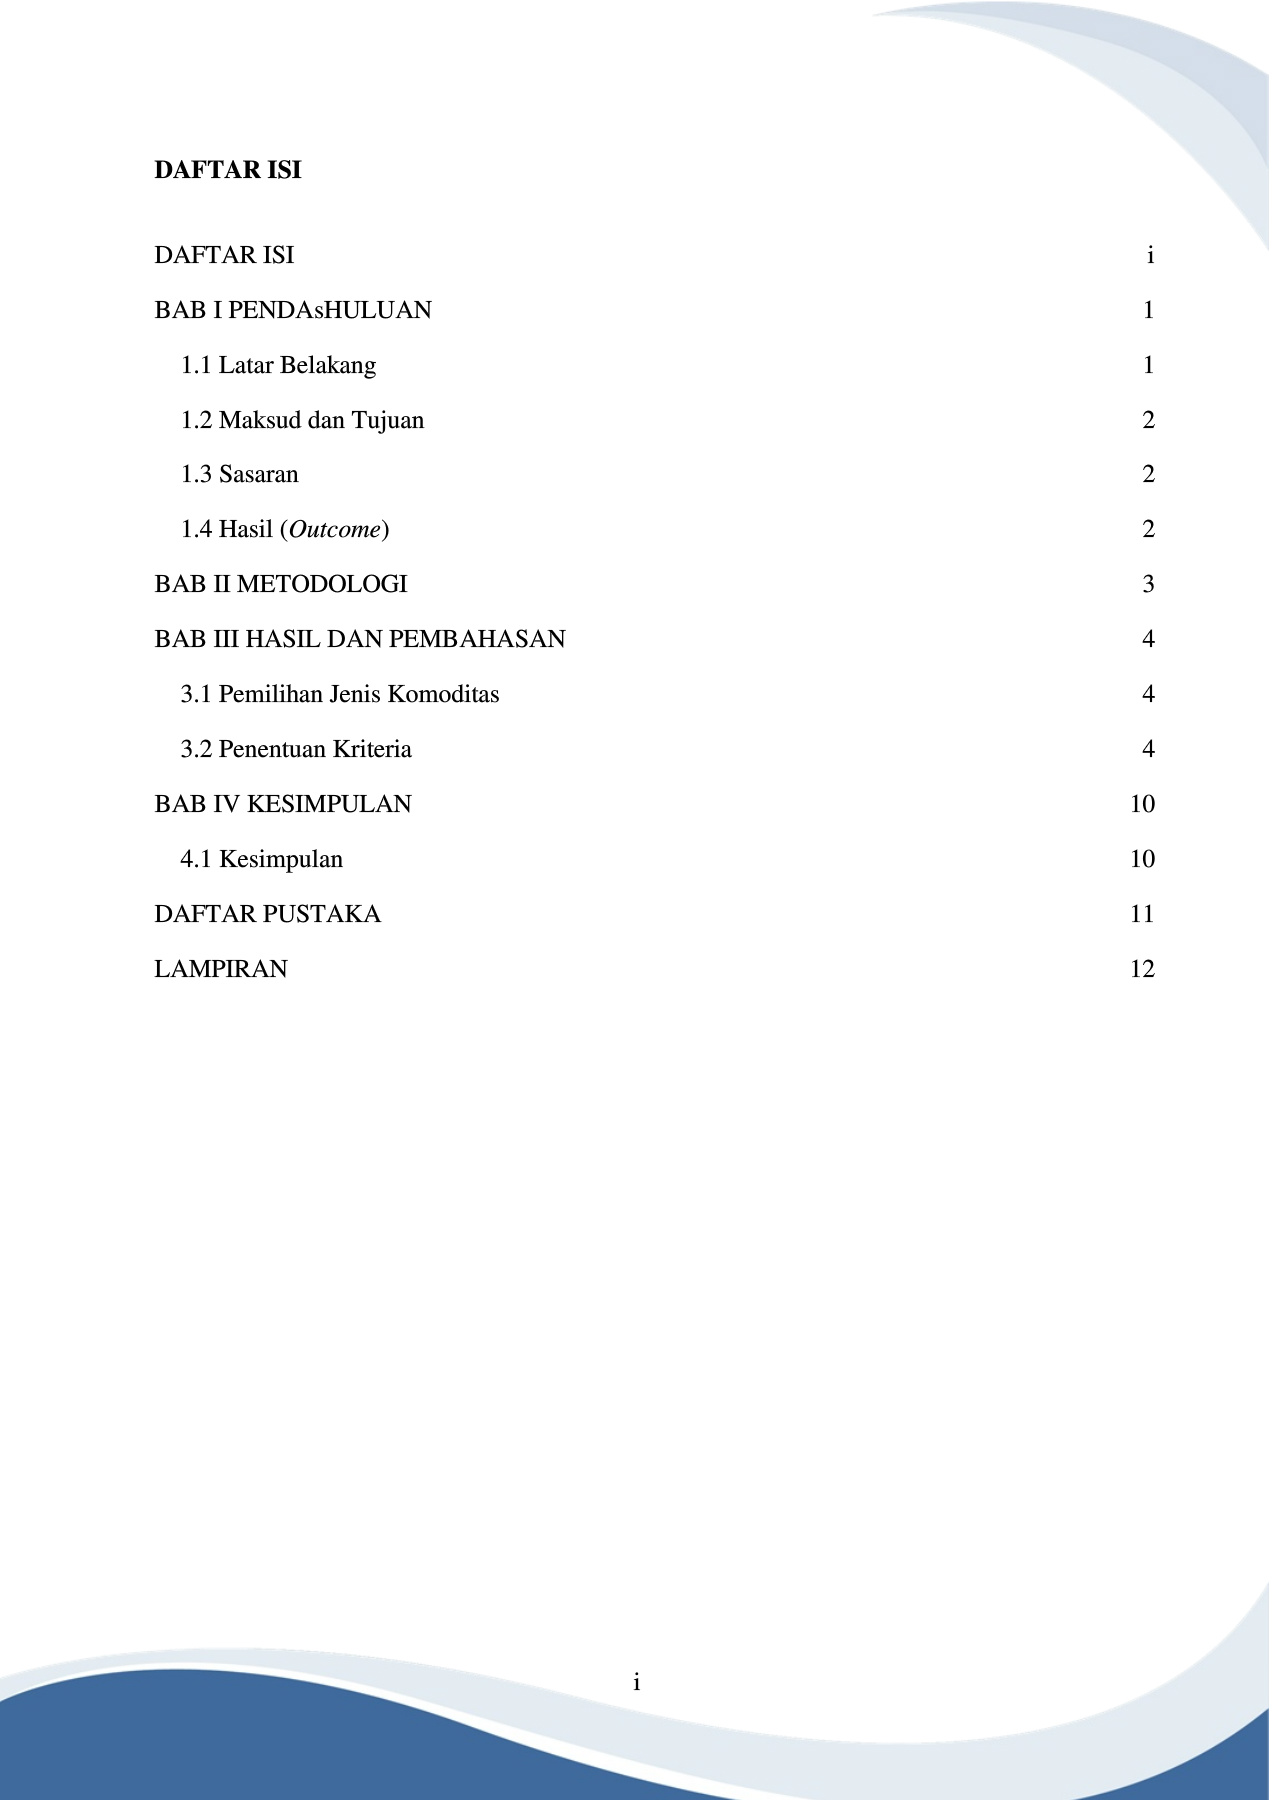 DAFTAR ISI
DAFTAR ISI i
BAB I PENDAsHULUAN 1
1.1 Latar Belakang 1
1.2 Maksud dan Tujuan 2
1.3 Sasaran 2
1.4 Hasil (Outcome) 2
BAB II METODOLOGI 3
BAB III HASIL DAN PEMBAHASAN 4
3.1 Pemilihan Jenis Komoditas 4
3.2 Penentuan Kriteria 4
BAB IV KESIMPULAN 10
4.1 Kesimpulan 10
DAFTAR PUSTAKA 11
LAMPIRAN 12
i